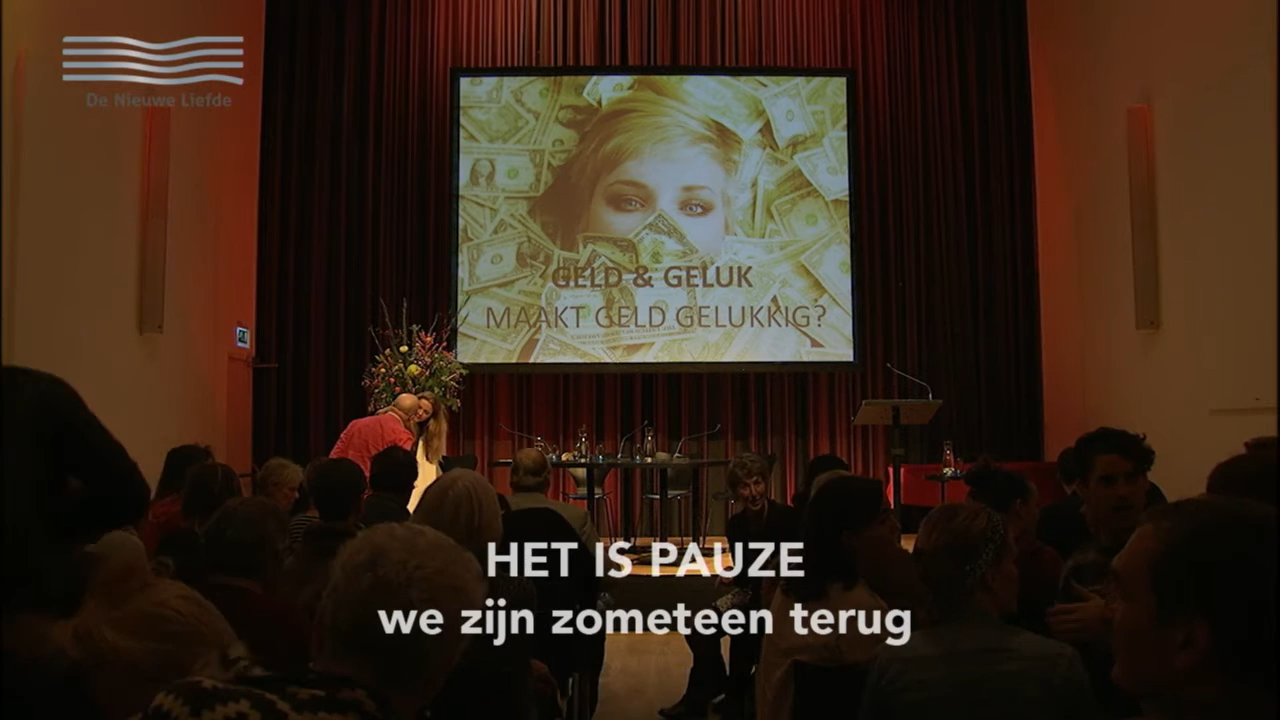 De Nieuwe Liefde
GELD & GELUK
MAAKT GELD GELUKKIG?
HET IS PAUZE
we zijn zometeen terug